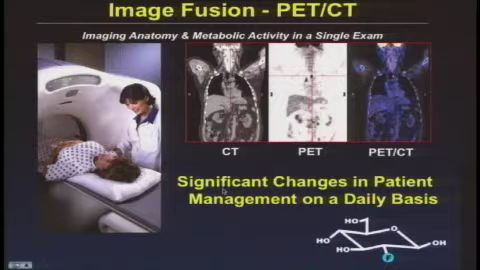 Image Fusion - PET/CT
Imaging Anatomy & Metabolic Activity in a Single Exam
CT PET PET/CT
Significant Changes in Patient
Management on a Daily Basis
HO
O
HO OH
HO
F